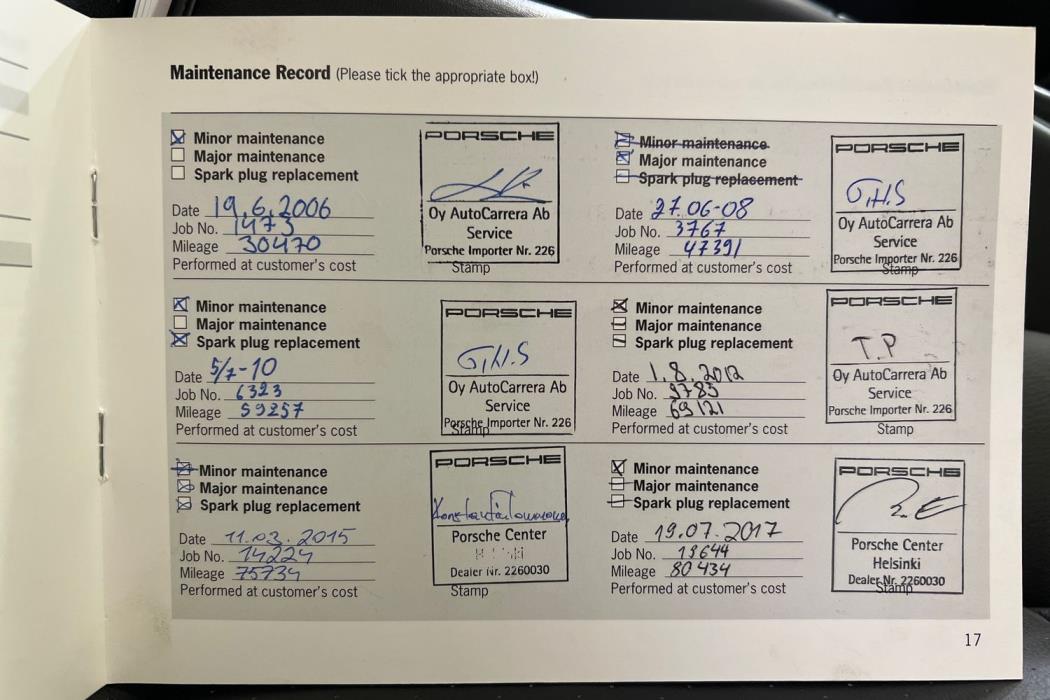 Maintenance Record (Please tick the appropriate box!)
Minor maintenance
Major maintenance
Spark plug replacement
Date 19.6.2006
Job No. 1473
Mileage 30470
Performed at customer's cost
PORSCHE
Oy AutoCarrera Ab
Service
Porsche Importer Nr. 226
Stamp
Minor maintenance
Major maintenance
Spark plug replacement
Date 27.06-08
Job No. 3767
Mileage 47391
Performed at customer's cost
PORSCHE
Oy AutoCarrera Ab
Service
Porsche Importer Nr. 226
Stamp
Minor maintenance
Major maintenance
Spark plug replacement
Date 5/7-10
Job No. 6323
Mileage 59257
Performed at customer's cost
PORSCHE
Oy AutoCarrera Ab
Service
Porsche Importer Nr. 226
Stamp
Minor maintenance
Major maintenance
Spark plug replacement
Date 1.8.2012
Job No. 9783
Mileage 69121
Performed at customer's cost
PORSCHE
T.P
Oy AutoCarrera Ab
Service
Porsche Importer Nr. 226
Stamp
Minor maintenance
Major maintenance
Spark plug replacement
Date 11.03.2015
Job No. 14224
Mileage 75734
Performed at customer's cost
PORSCHE
Porsche Center
Dealer Nr. 2260030
Stamp
Minor maintenance
Major maintenance
Spark plug replacement
Date 19.07.2017
Job No. 18644
Mileage 80434
Performed at customer's cost
PORSCHE
Porsche Center
Helsinki
Dealer Nr. 2260030
Stamp
17